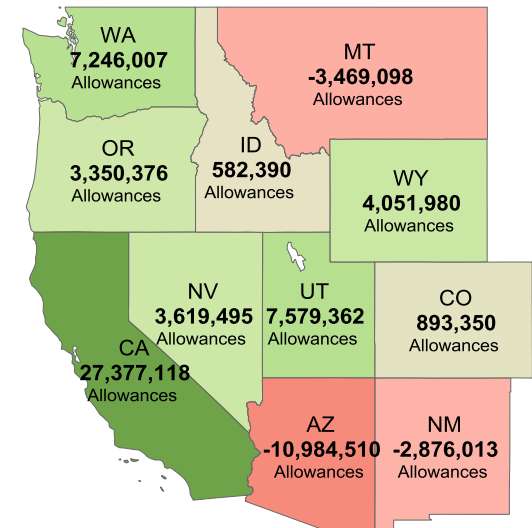 WA
7,246,007
Allowances
MT
-3,469,098
Allowances
OR
3,350,376
Allowances
ID
582,390
Allowances
WY
4,051,980
Allowances
NV
3,619,495
Allowances
UT
7,579,362
Allowances
CO
893,350
Allowances
CA
27,377,118
Allowances
AZ
-10,984,510
Allowances
NM
-2,876,013
Allowances